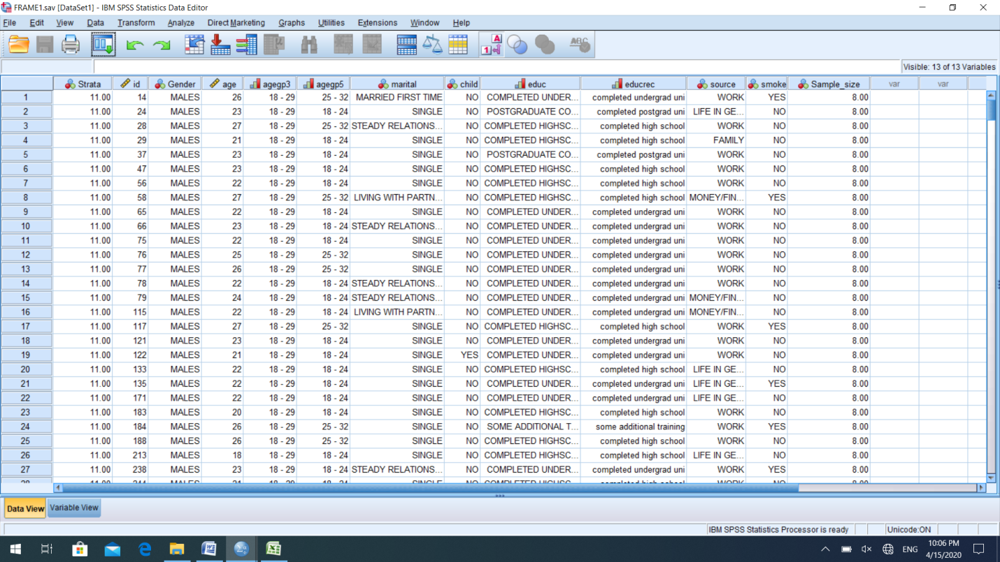 FRAME1.sav [DataSet1] - IBM SPSS Statistics Data Editor
File Edit View Data Transform Analyze Direct Marketing Graphs Utilities Extensions Window Help
Visible: 13 of 13 Variables
Strata id Gender age agegp3 agegp5 marital child educ educrec source smoke Sample_size var var
1 11.00 14 MALES 26 18 - 29 25 - 32 MARRIED FIRST TIME NO COMPLETED UNDER... completed undergrad uni WORK YES 8.00
2 11.00 24 MALES 23 18 - 29 18 - 24 SINGLE NO POSTGRADUATE CO... completed postgrad uni LIFE IN GE... NO 8.00
3 11.00 28 MALES 27 18 - 29 25 - 32 STEADY RELATIONS... NO COMPLETED HIGHSC... completed high school WORK NO 8.00
4 11.00 29 MALES 21 18 - 29 18 - 24 SINGLE NO COMPLETED HIGHSC... completed high school FAMILY NO 8.00
5 11.00 37 MALES 23 18 - 29 18 - 24 SINGLE NO POSTGRADUATE CO... completed postgrad uni WORK NO 8.00
6 11.00 47 MALES 23 18 - 29 18 - 24 SINGLE NO COMPLETED HIGHSC... completed high school WORK NO 8.00
7 11.00 56 MALES 22 18 - 29 18 - 24 SINGLE NO COMPLETED HIGHSC... completed high school WORK NO 8.00
8 11.00 58 MALES 27 18 - 29 25 - 32 LIVING WITH PARTN... NO COMPLETED HIGHSC... completed high school MONEY/FIN... YES 8.00
9 11.00 65 MALES 22 18 - 29 18 - 24 SINGLE NO COMPLETED UNDER... completed undergrad uni WORK NO 8.00
10 11.00 66 MALES 23 18 - 29 18 - 24 STEADY RELATIONS... NO COMPLETED UNDER... completed undergrad uni WORK NO 8.00
11 11.00 75 MALES 22 18 - 29 18 - 24 SINGLE NO COMPLETED UNDER... completed undergrad uni WORK NO 8.00
12 11.00 76 MALES 25 18 - 29 25 - 32 SINGLE NO COMPLETED UNDER... completed undergrad uni WORK NO 8.00
13 11.00 77 MALES 26 18 - 29 25 - 32 SINGLE NO COMPLETED UNDER... completed undergrad uni WORK NO 8.00
14 11.00 78 MALES 22 18 - 29 18 - 24 STEADY RELATIONS... NO COMPLETED UNDER... completed undergrad uni WORK NO 8.00
15 11.00 79 MALES 24 18 - 29 18 - 24 STEADY RELATIONS... NO COMPLETED UNDER... completed undergrad uni MONEY/FIN... NO 8.00
16 11.00 115 MALES 22 18 - 29 18 - 24 LIVING WITH PARTN... NO COMPLETED UNDER... completed undergrad uni MONEY/FIN... NO 8.00
17 11.00 117 MALES 27 18 - 29 25 - 32 SINGLE NO COMPLETED HIGHSC... completed high school WORK YES 8.00
18 11.00 121 MALES 23 18 - 29 18 - 24 SINGLE NO COMPLETED UNDER... completed undergrad uni WORK NO 8.00
19 11.00 122 MALES 21 18 - 29 18 - 24 SINGLE YES COMPLETED UNDER... completed undergrad uni WORK NO 8.00
20 11.00 133 MALES 22 18 - 29 18 - 24 SINGLE NO COMPLETED HIGHSC... completed high school LIFE IN GE... NO 8.00
21 11.00 135 MALES 22 18 - 29 18 - 24 SINGLE NO COMPLETED UNDER... completed undergrad uni LIFE IN GE... YES 8.00
22 11.00 171 MALES 22 18 - 29 18 - 24 SINGLE NO COMPLETED UNDER... completed undergrad uni LIFE IN GE... NO 8.00
23 11.00 183 MALES 20 18 - 29 18 - 24 SINGLE NO COMPLETED HIGHSC... completed high school WORK NO 8.00
24 11.00 184 MALES 26 18 - 29 25 - 32 SINGLE NO SOME ADDITIONAL T... some additional training WORK YES 8.00
25 11.00 188 MALES 26 18 - 29 25 - 32 SINGLE NO COMPLETED HIGHSC... completed high school WORK NO 8.00
26 11.00 213 MALES 18 18 - 29 18 - 24 SINGLE NO COMPLETED HIGHSC... completed high school LIFE IN GE... NO 8.00
27 11.00 238 MALES 23 18 - 29 18 - 24 STEADY RELATIONS... NO COMPLETED UNDER... completed undergrad uni WORK YES 8.00
Data View Variable View
IBM SPSS Statistics Processor is ready Unicode:ON
ENG 10:06 PM
4/15/2020